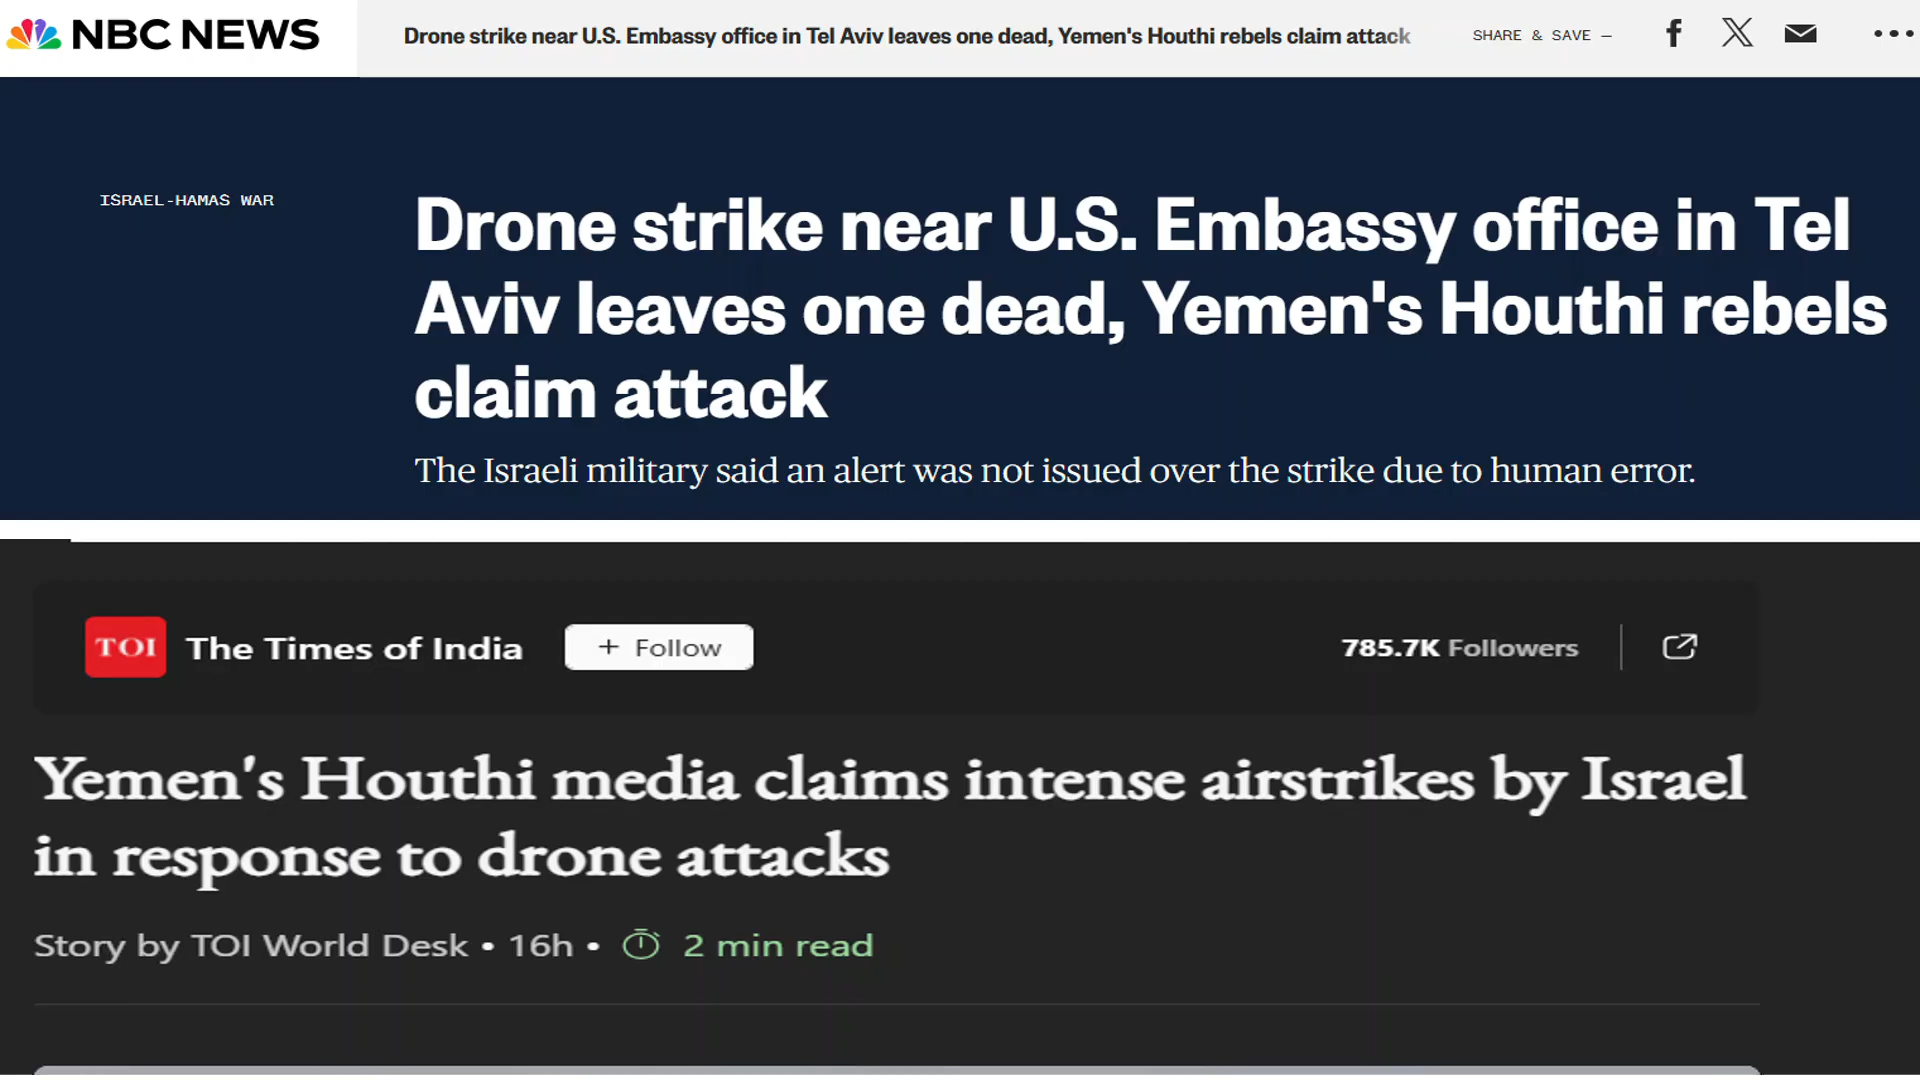 NBC NEWS
Drone strike near U.S. Embassy office in Tel Aviv leaves one dead, Yemen's Houthi rebels claim attack
SHARE & SAVE —
ISRAEL-HAMAS WAR
Drone strike near U.S. Embassy office in Tel
Aviv leaves one dead, Yemen's Houthi rebels
claim attack
The Israeli military said an alert was not issued over the strike due to human error.
TOI The Times of India + Follow
785.7K Followers
Yemen's Houthi media claims intense airstrikes by Israel
in response to drone attacks
Story by TOI World Desk • 16h • 2 min read